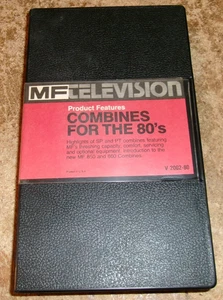 MF TELEVISION
Product Features
COMBINES
FOR THE 80's
Highlights of SP and PT combines featuring
MF's threshing capacity, comfort, servicing
and optional equipment. Introduction to the
new MF 850 and 860 Combines.